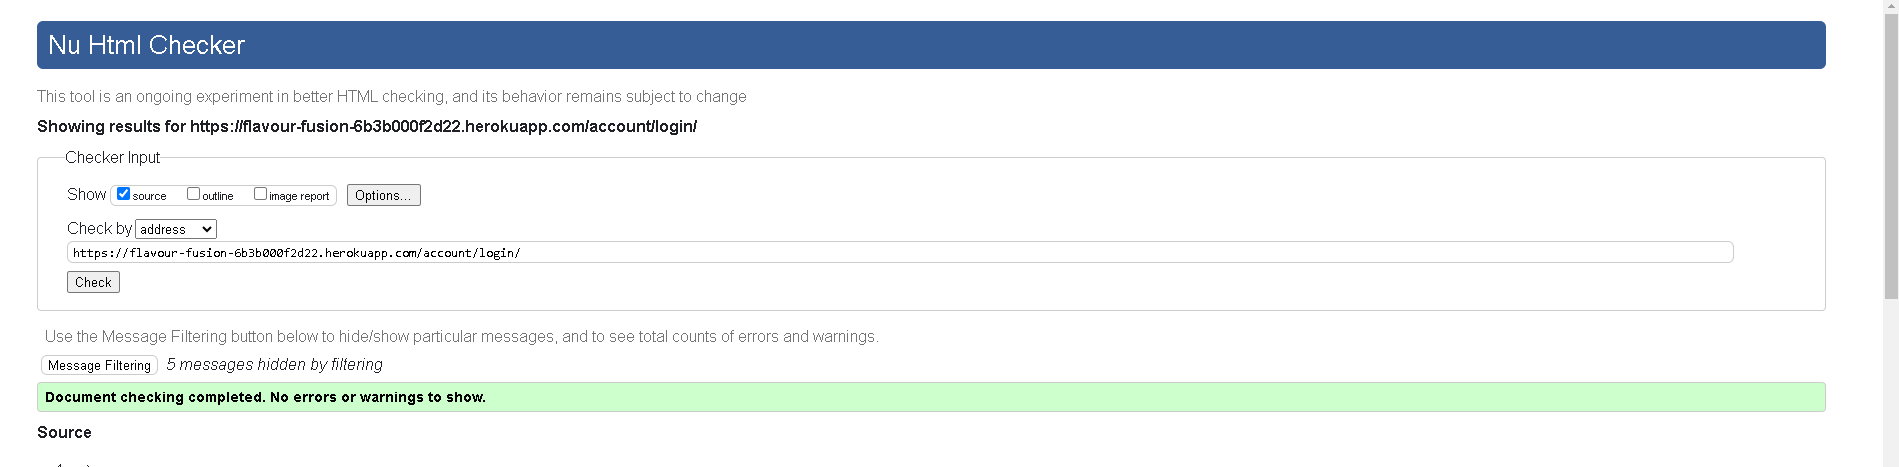 Nu Html Checker
This tool is an ongoing experiment in better HTML checking, and its behavior remains subject to change
Showing results for https://flavour-fusion-6b3b000f2d22.herokuapp.com/account/login/
Checker Input
Show source outline image report Options...
Check by address
https://flavour-fusion-6b3b000f2d22.herokuapp.com/account/login/
Check
Use the Message Filtering button below to hide/show particular messages, and to see total counts of errors and warnings.
Message Filtering 5 messages hidden by filtering
Document checking completed. No errors or warnings to show.
Source